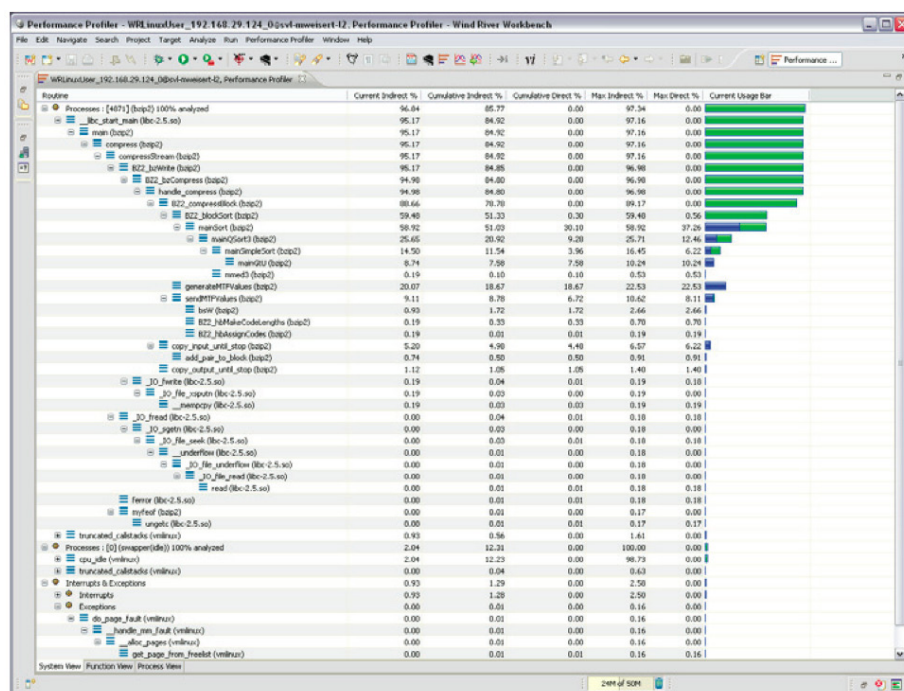 Performance Profiler - WRLinuxUser_192.168.29.124_0@svl-mweisert-l2, Performance Profiler - Wind River Workbench
File Edit Navigate Search Project Target Analyze Run Performance Profiler Window Help
Performance ...
WRLinuxUser_192.168.29.124_0@svl-mweisert-l2, Performance Profiler
Routine Current Indirect % Cumulative Indirect % Cumulative Direct % Max Indirect % Max Direct % Current Usage Bar
Processes : [4871] (bzip2) 100% analyzed 96.84 85.77 0.00 97.34 0.00
__libc_start_main (libc-2.5.so) 95.17 84.92 0.00 97.16 0.00
main (bzip2) 95.17 84.92 0.00 97.16 0.00
compress (bzip2) 95.17 84.92 0.00 97.16 0.00
compressStream (bzip2) 95.17 84.92 0.00 97.16 0.00
BZ2_bzWrite (bzip2) 95.17 84.85 0.00 96.98 0.00
BZ2_bzCompress (bzip2) 94.98 84.80 0.00 96.98 0.00
handle_compress (bzip2) 94.98 84.80 0.00 96.98 0.00
BZ2_compressBlock (bzip2) 88.66 78.78 0.00 89.17 0.00
BZ2_blockSort (bzip2) 59.48 51.33 0.30 59.48 0.56
mainSort (bzip2) 58.92 51.03 30.10 58.92 37.26
mainQSort3 (bzip2) 25.65 20.92 9.28 25.71 12.46
mainSimpleSort (bzip2) 14.50 11.54 3.96 16.45 6.22
mainGtU (bzip2) 8.74 7.58 7.58 10.24 10.24
mmed3 (bzip2) 0.19 0.10 0.10 0.53 0.53
generateMTFValues (bzip2) 20.07 18.67 18.67 22.53 22.53
sendMTFValues (bzip2) 9.11 8.78 6.72 10.62 8.11
bsW (bzip2) 0.93 1.72 1.72 2.66 2.66
BZ2_hbMakeCodeLengths (bzip2) 0.19 0.33 0.33 0.70 0.70
BZ2_hbAssignCodes (bzip2) 0.19 0.01 0.01 0.19 0.19
copy_input_until_stop (bzip2) 5.20 4.98 4.48 6.57 6.22
add_pair_to_block (bzip2) 0.74 0.50 0.50 0.91 0.91
copy_output_until_stop (bzip2) 1.12 1.05 1.05 1.40 1.40
_IO_fwrite (libc-2.5.so) 0.19 0.04 0.01 0.19 0.18
_IO_file_xsputn (libc-2.5.so) 0.19 0.03 0.00 0.19 0.00
__mempcpy (libc-2.5.so) 0.19 0.03 0.03 0.19 0.19
_IO_fread (libc-2.5.so) 0.00 0.04 0.01 0.18 0.18
_IO_sgetn (libc-2.5.so) 0.00 0.03 0.00 0.18 0.00
_IO_file_seek (libc-2.5.so) 0.00 0.03 0.01 0.18 0.18
__underflow (libc-2.5.so) 0.00 0.01 0.00 0.18 0.00
_IO_file_underflow (libc-2.5.so) 0.00 0.01 0.00 0.18 0.00
_IO_file_read (libc-2.5.so) 0.00 0.01 0.00 0.18 0.00
read (libc-2.5.so) 0.00 0.01 0.01 0.18 0.18
ferror (libc-2.5.so) 0.00 0.01 0.01 0.18 0.18
myfeof (bzip2) 0.00 0.01 0.00 0.17 0.00
ungetc (libc-2.5.so) 0.00 0.01 0.01 0.17 0.17
truncated_callstacks (vmlinux) 0.93 0.56 0.00 1.61 0.00
Processes : [0] (swapper(idle)) 100% analyzed 2.04 12.31 0.00 100.00 0.00
cpu_idle (vmlinux) 2.04 12.23 0.00 98.73 0.00
truncated_callstacks (vmlinux) 0.00 0.04 0.00 0.63 0.00
Interrupts & Exceptions 0.93 1.29 0.00 2.50 0.00
Interrupts 0.93 1.28 0.00 2.50 0.00
Exceptions 0.00 0.01 0.00 0.16 0.00
do_page_fault (vmlinux) 0.00 0.01 0.00 0.16 0.00
__handle_mm_fault (vmlinux) 0.00 0.01 0.00 0.16 0.00
__alloc_pages (vmlinux) 0.00 0.01 0.00 0.16 0.00
get_page_from_freelist (vmlinux) 0.00 0.01 0.01 0.16 0.16
System View Function View Process View
24M of 50M